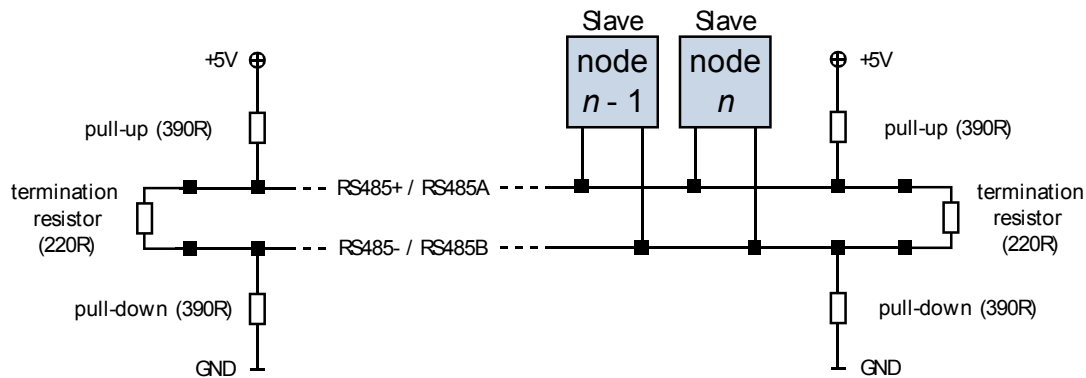 Slave Slave
node node
n - 1 n
+5V +5V
pull-up (390R) pull-up (390R)
RS485+ / RS485A
termination
resistor
(220R)
termination
resistor
(220R)
RS485- / RS485B
pull-down (390R) pull-down (390R)
GND GND